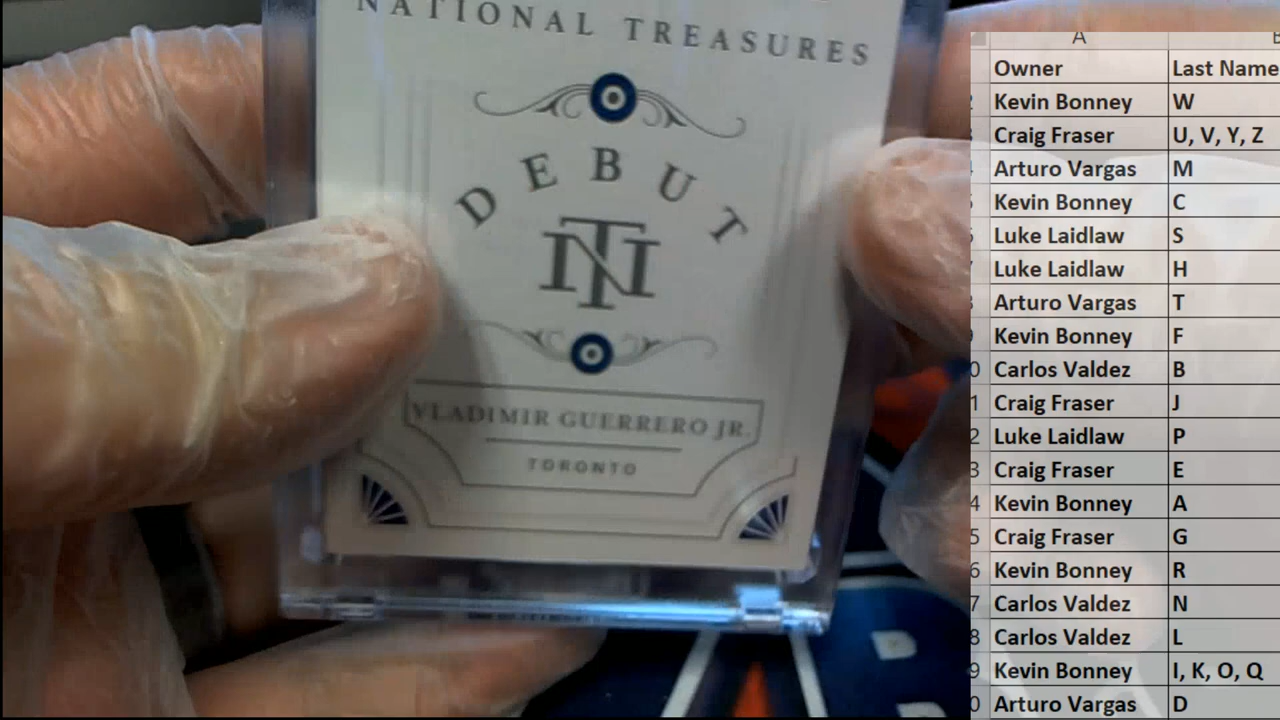 NATIONAL TREASURES
DEBUT
NT
VLADIMIR GUERRERO JR.
TORONTO
A
Owner Last Name
Kevin Bonney W
Craig Fraser U, V, Y, Z
Arturo Vargas M
Kevin Bonney C
Luke Laidlaw S
Luke Laidlaw H
Arturo Vargas T
Kevin Bonney F
Carlos Valdez B
Craig Fraser J
Luke Laidlaw P
Craig Fraser E
Kevin Bonney A
Craig Fraser G
Kevin Bonney R
Carlos Valdez N
Carlos Valdez L
Kevin Bonney I, K, O, Q
Arturo Vargas D